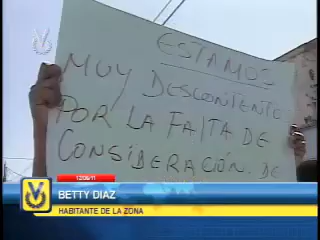 ESTAMOS
MUY DESCONTENTO
POR LA FALTA DE
CONSIDERACIÓN. DE
12/06/11
BETTY DIAZ
HABITANTE DE LA ZONA